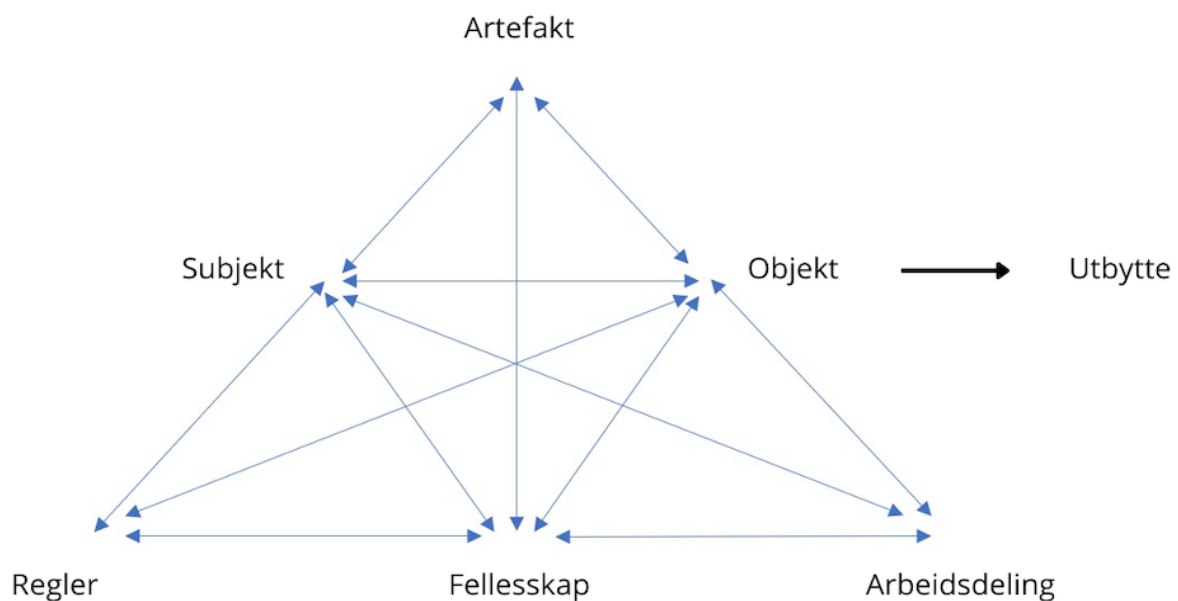 Artefakt
Subjekt
Objekt
Utbytte
Regler
Fellesskap
Arbeidsdeling